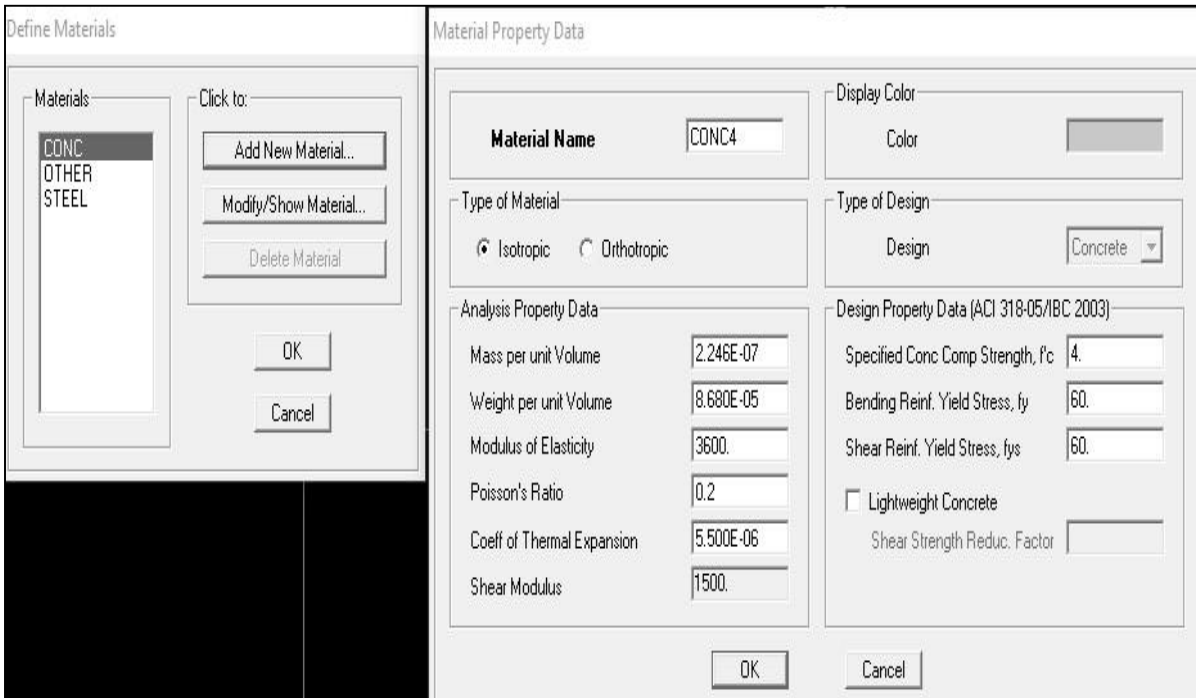 Define Materials
Materials
CONC
OTHER
STEEL
Click to:
Add New Material...
Modify/Show Material...
Delete Material
OK
Cancel
Material Property Data
Material Name CONC4
Display Color
Color
Type of Material
Isotropic Orthotropic
Type of Design
Design Concrete
Analysis Property Data
Mass per unit Volume 2.246E-07
Weight per unit Volume 8.680E-05
Modulus of Elasticity 3600.
Poisson's Ratio 0.2
Coeff of Thermal Expansion 5.500E-06
Shear Modulus 1500.
Design Property Data (ACI 318-05/IBC 2003)
Specified Conc Comp Strength, f'c 4.
Bending Reinf. Yield Stress, fy 60.
Shear Reinf. Yield Stress, fys 60.
Lightweight Concrete
Shear Strength Reduc. Factor
OK Cancel